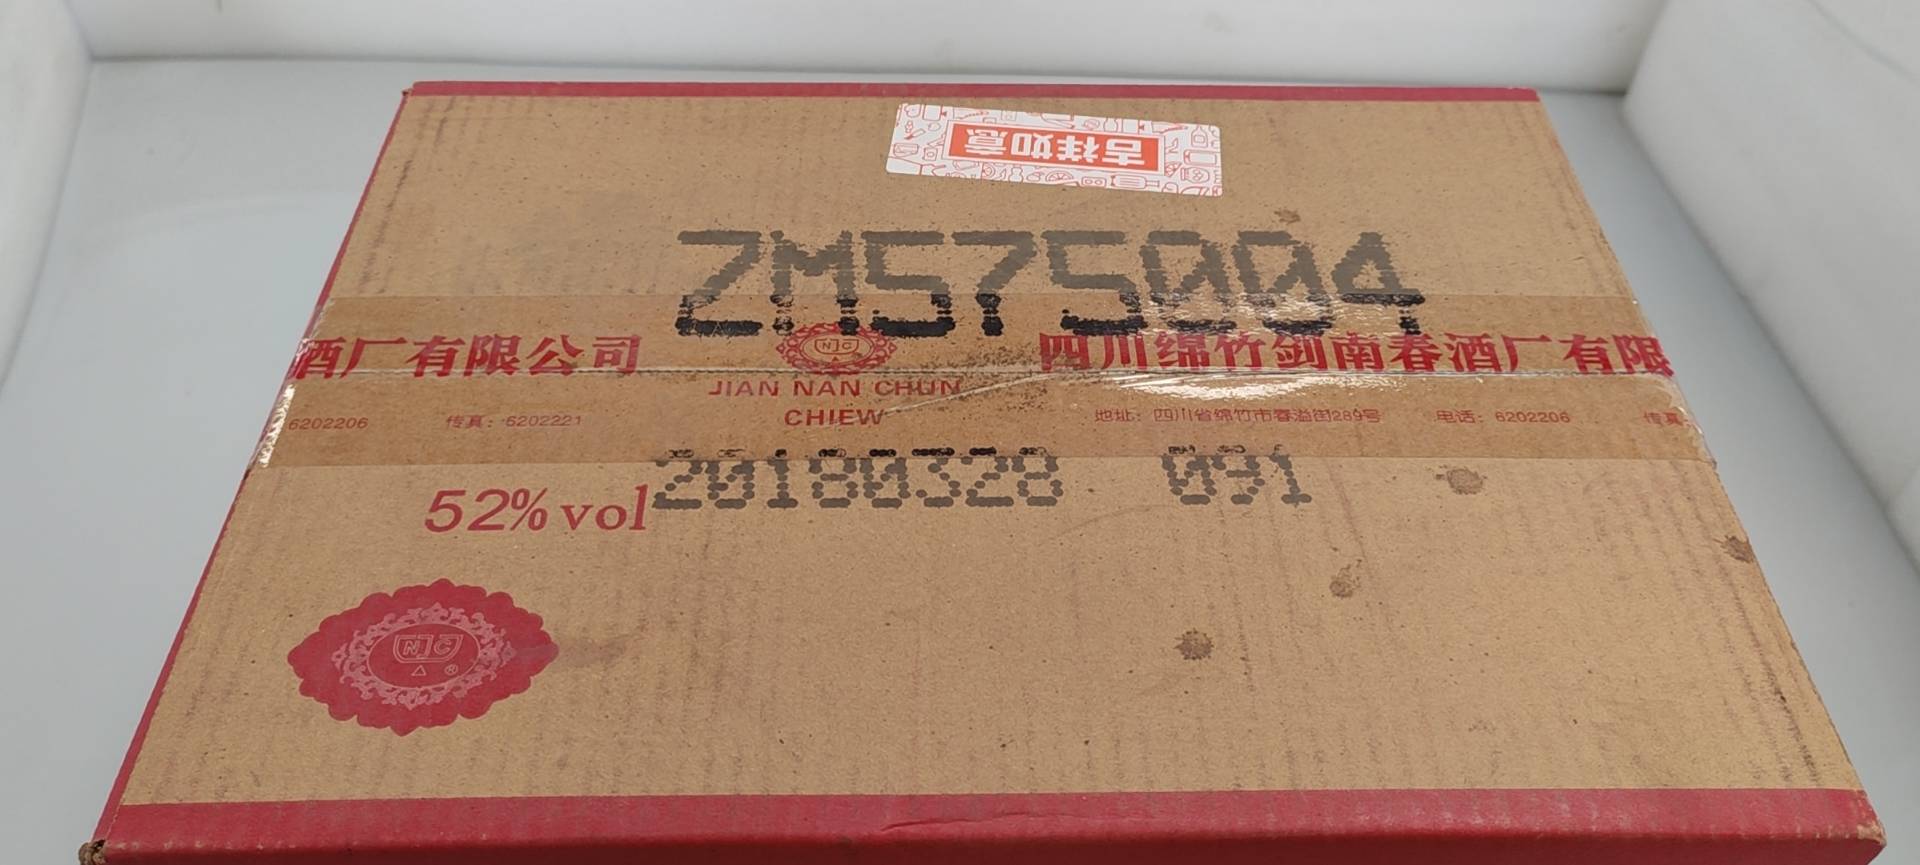 吉祥如意
ZM575004
酒厂有限公司 NJC 四川绵竹剑南春酒厂有限
JIAN NAN CHUN
CHIEW
6202206 传真：6202221 地址：四川省绵竹市春溢街289号 电话：6202206 传真
20180328 091
52% vol
NJC
®